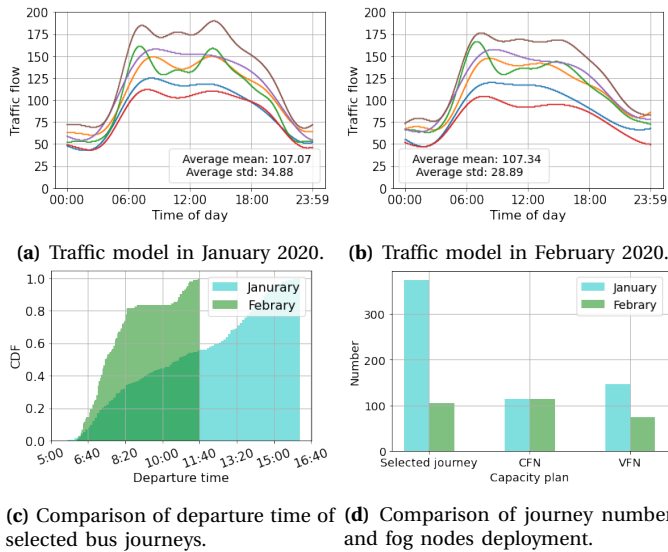 Traffic flow
200
175
150
125
100
75
50
25
0
00:00 06:00 12:00 18:00 23:59
Time of day
Average mean: 107.07
Average std: 34.88
(a) Traffic model in January 2020.
Traffic flow
200
175
150
125
100
75
50
25
0
00:00 06:00 12:00 18:00 23:59
Time of day
Average mean: 107.34
Average std: 28.89
(b) Traffic model in February 2020.
CDF
1.0
0.8
0.6
0.4
0.2
0.0
5:00 6:40 8:20 10:00 11:40 13:20 15:00 16:40
Departure time
Janurary
Febrary
(c) Comparison of departure time of
selected bus journeys.
Number
300
200
100
0
Selected journey CFN VFN
Capacity plan
January
Febrary
(d) Comparison of journey number
and fog nodes deployment.